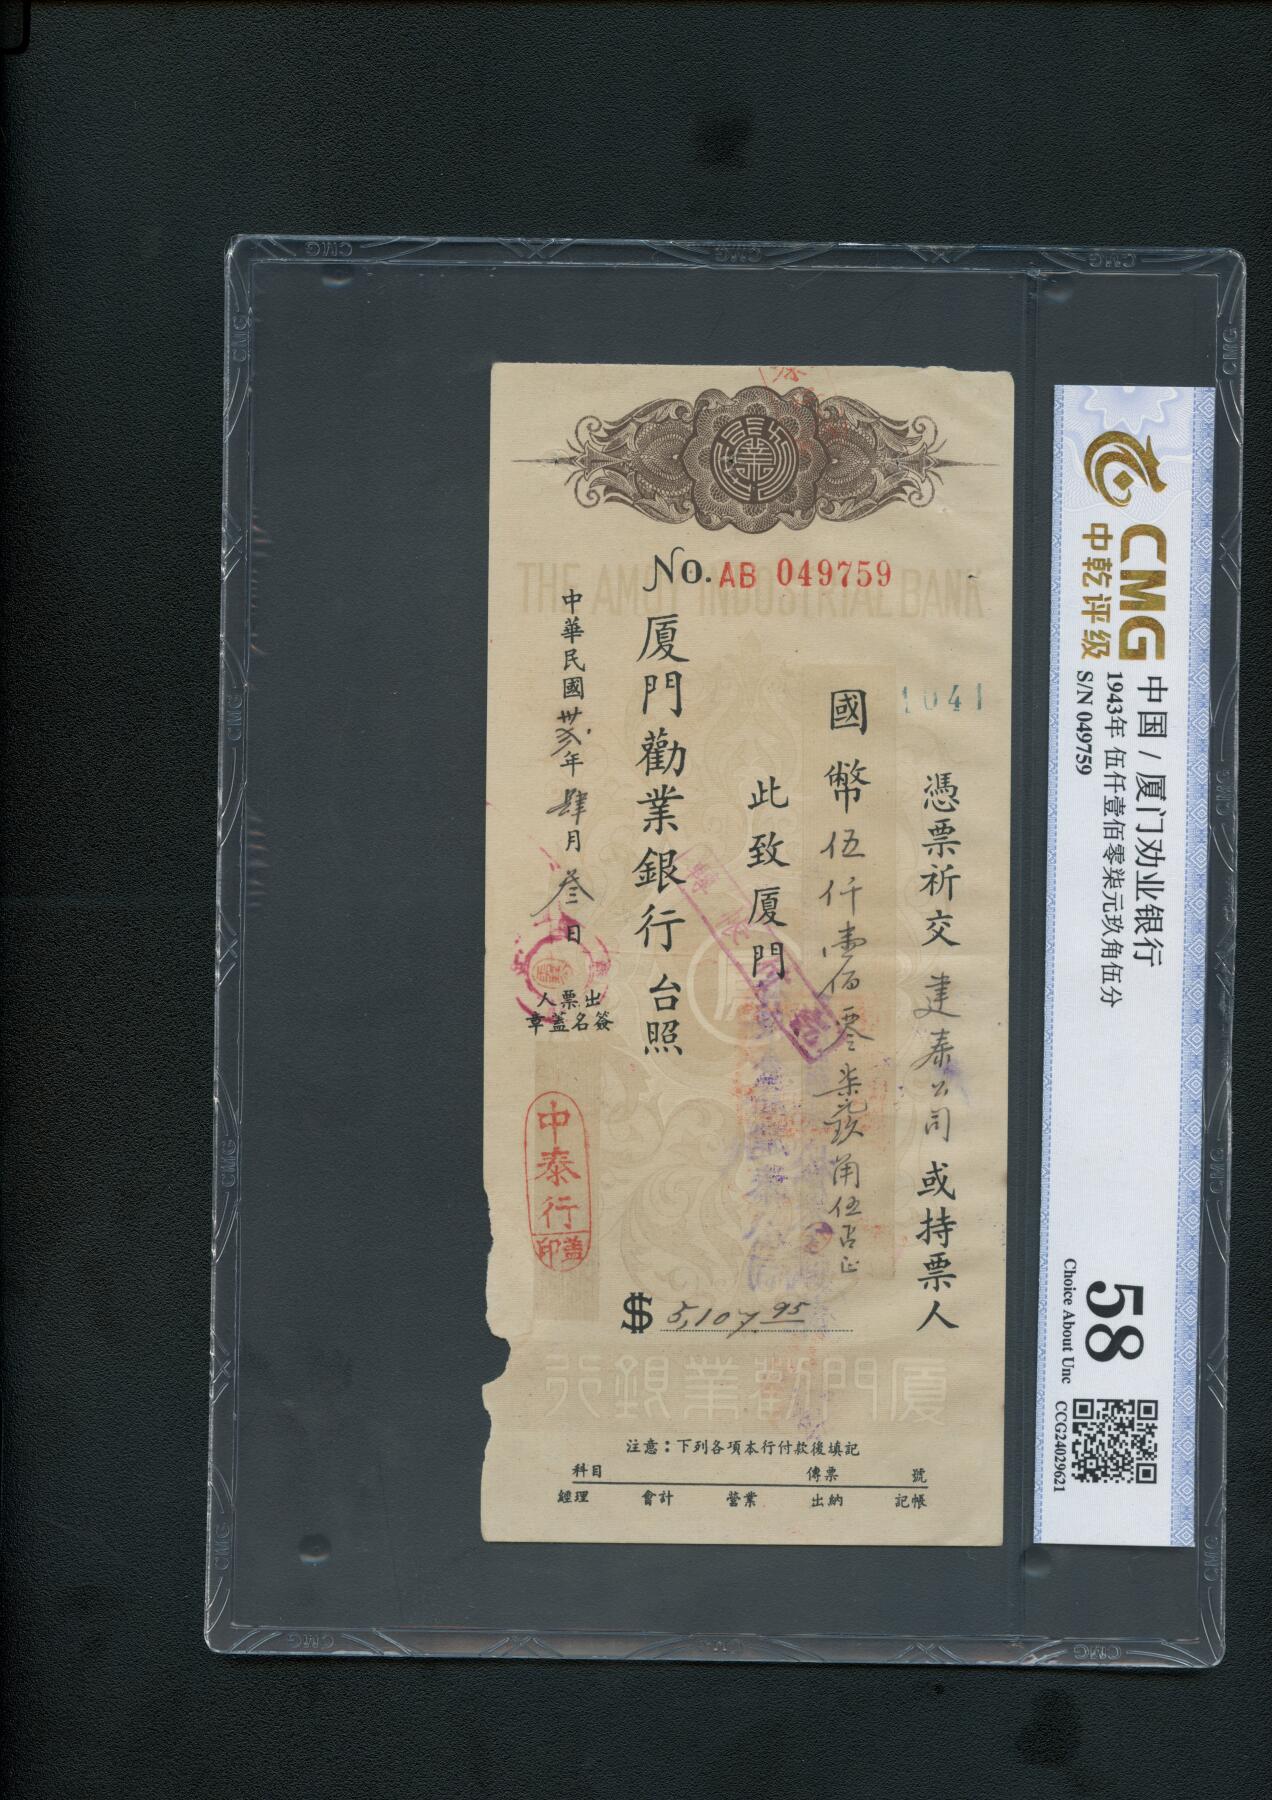 No. AB 049759
THE AMOY INDUSTRIAL BANK
1041
憑票祈交 建泰公司 或持票人
國幣 伍仟壹佰零柒元玖角伍占正
此致廈門
廈門勸業銀行 台照
中華民國卅弍年肆月叁日
出票人
簽名蓋章
中泰行
蓋印
$ 5,107.95
廈門勸業銀行
注意：下列各項本行付款後填記
科目 傳票 號
經理 會計 營業 出納 記帳
CMG
中乾评级
中国 / 厦门劝业银行
1943年 伍仟壹佰零柒元玖角伍分
S/N 049759
58
Choice About Unc
CCG24029621